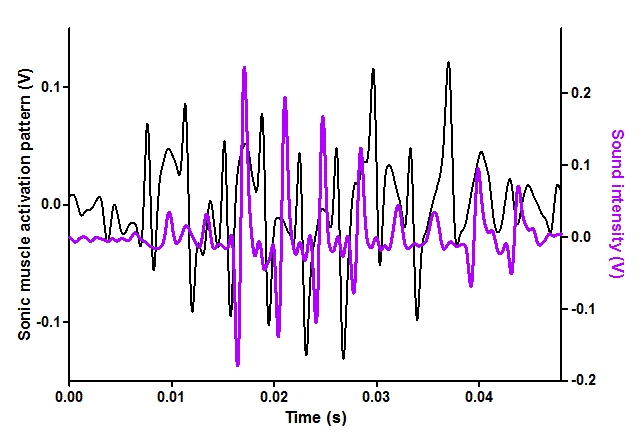 Sonic muscle activation pattern (V)
0.1
0.0
-0.1
0.2
0.1
0.0
-0.1
-0.2
Sound intensity (V)
0.00 0.01 0.02 0.03 0.04
Time (s)